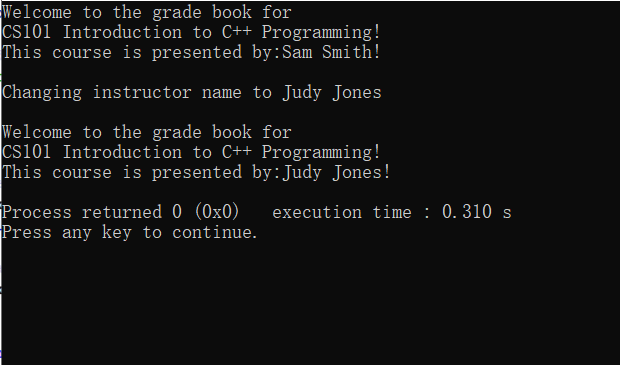 Welcome to the grade book for
CS101 Introduction to C++ Programming!
This course is presented by:Sam Smith!
Changing instructor name to Judy Jones
Welcome to the grade book for
CS101 Introduction to C++ Programming!
This course is presented by:Judy Jones!
Process returned 0 (0x0)   execution time : 0.310 s
Press any key to continue.